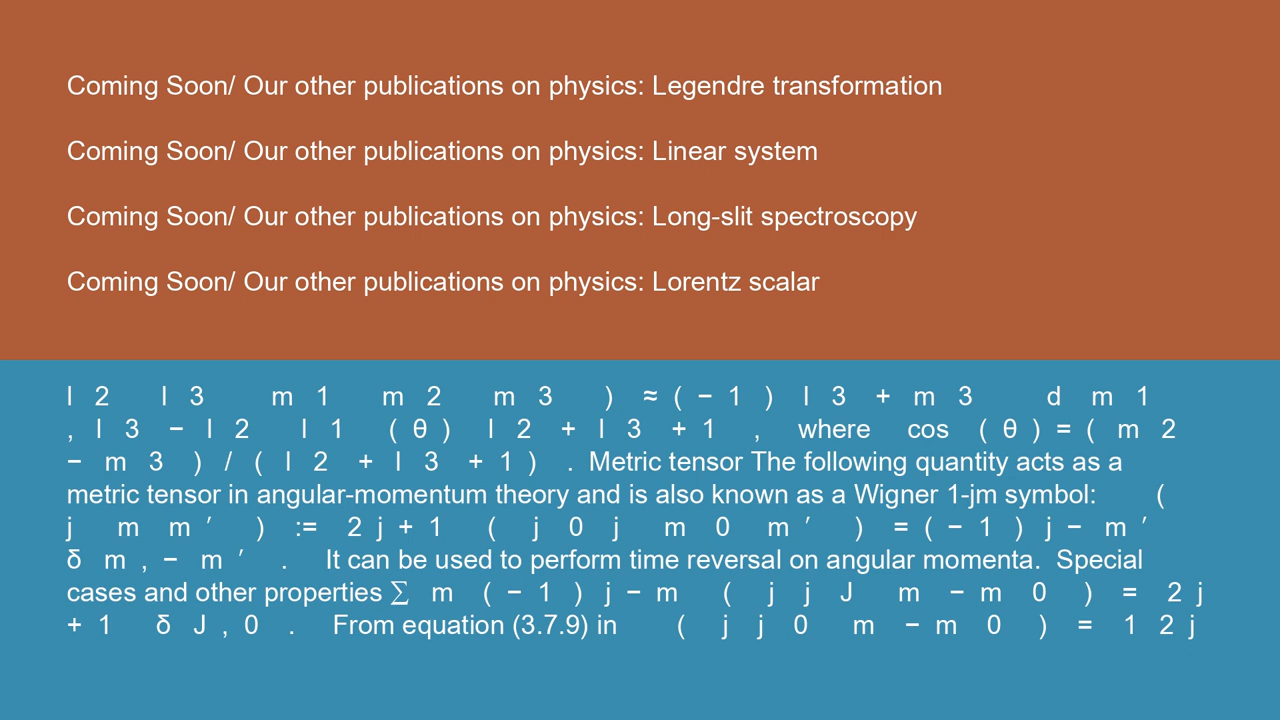 Coming Soon/ Our other publications on physics: Legendre transformation
Coming Soon/ Our other publications on physics: Linear system
Coming Soon/ Our other publications on physics: Long-slit spectroscopy
Coming Soon/ Our other publications on physics: Lorentz scalar
l 2 l 3 m 1 m 2 m 3 ) ≈ ( − 1 ) l 3 + m 3 d m 1
, l 3 − l 2 l 1 ( θ ) l 2 + l 3 + 1 , where cos ( θ ) = ( m 2
− m 3 ) / ( l 2 + l 3 + 1 ) . Metric tensor The following quantity acts as a
metric tensor in angular-momentum theory and is also known as a Wigner 1-jm symbol: (
j m m ′ ) := 2 j + 1 ( j 0 j m 0 m ′ ) = ( − 1 ) j − m ′
δ m , − m ′ . It can be used to perform time reversal on angular momenta. Special
cases and other properties ∑ m ( − 1 ) j − m ( j j J m − m 0 ) = 2 j
+ 1 δ J , 0 . From equation (3.7.9) in ( j j 0 m − m 0 ) = 1 2 j